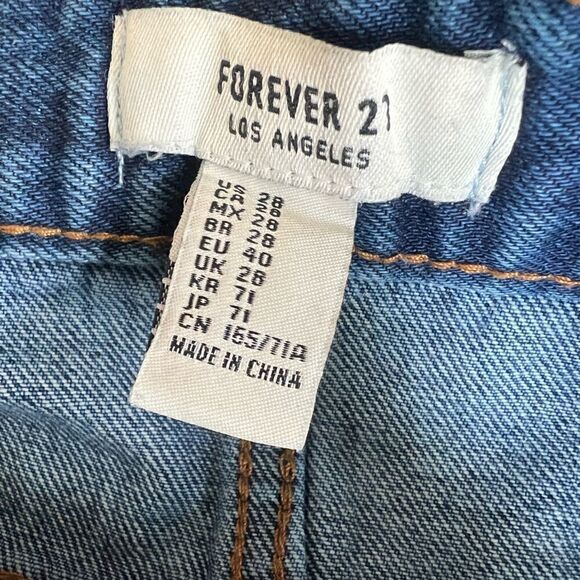 FOREVER 21
LOS ANGELES
US 28
CA 28
MX 28
BR 28
EU 40
UK 28
KR 71
JP 71
CN 155/71A
MADE IN CHINA